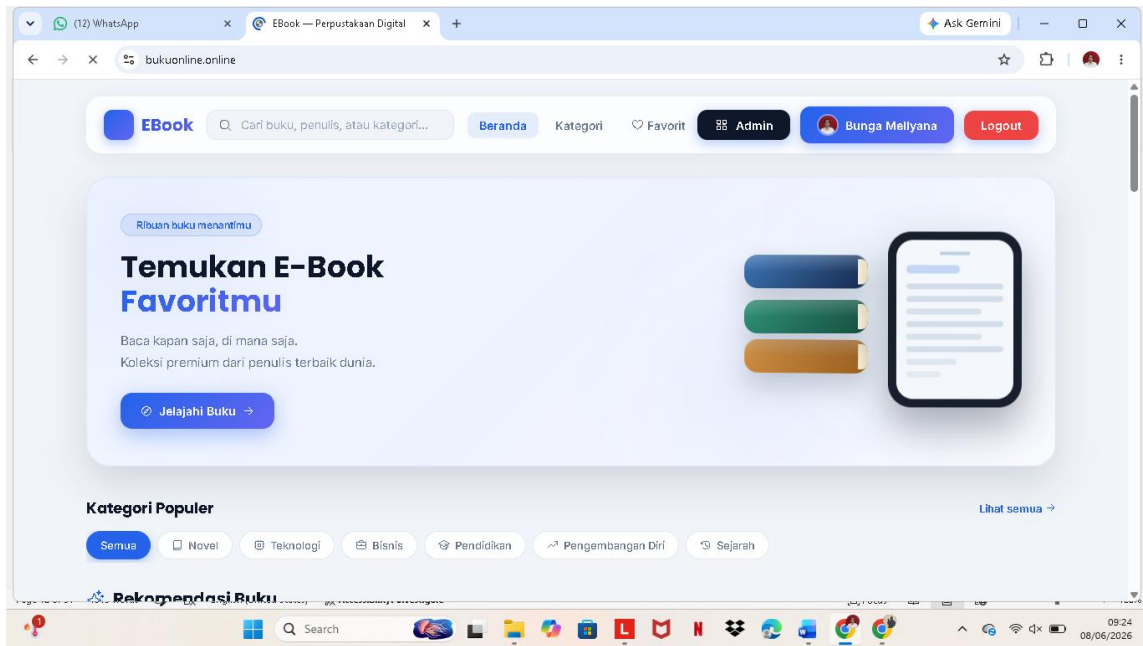 (12) WhatsApp
EBook — Perpustakaan Digital
Ask Gemini
bukuonline.online
EBook
Cari buku, penulis, atau kategori...
Beranda
Kategori
Favorit
Admin
Bunga Mellyana
Logout
Ribuan buku menantimu
Temukan E-Book
Favoritmu
Baca kapan saja, di mana saja.
Koleksi premium dari penulis terbaik dunia.
Jelajahi Buku →
Kategori Populer
Lihat semua →
Semua
Novel
Teknologi
Bisnis
Pendidikan
Pengembangan Diri
Sejarah
Rekomendasi Buku
1
Search
09:24
08/06/2026